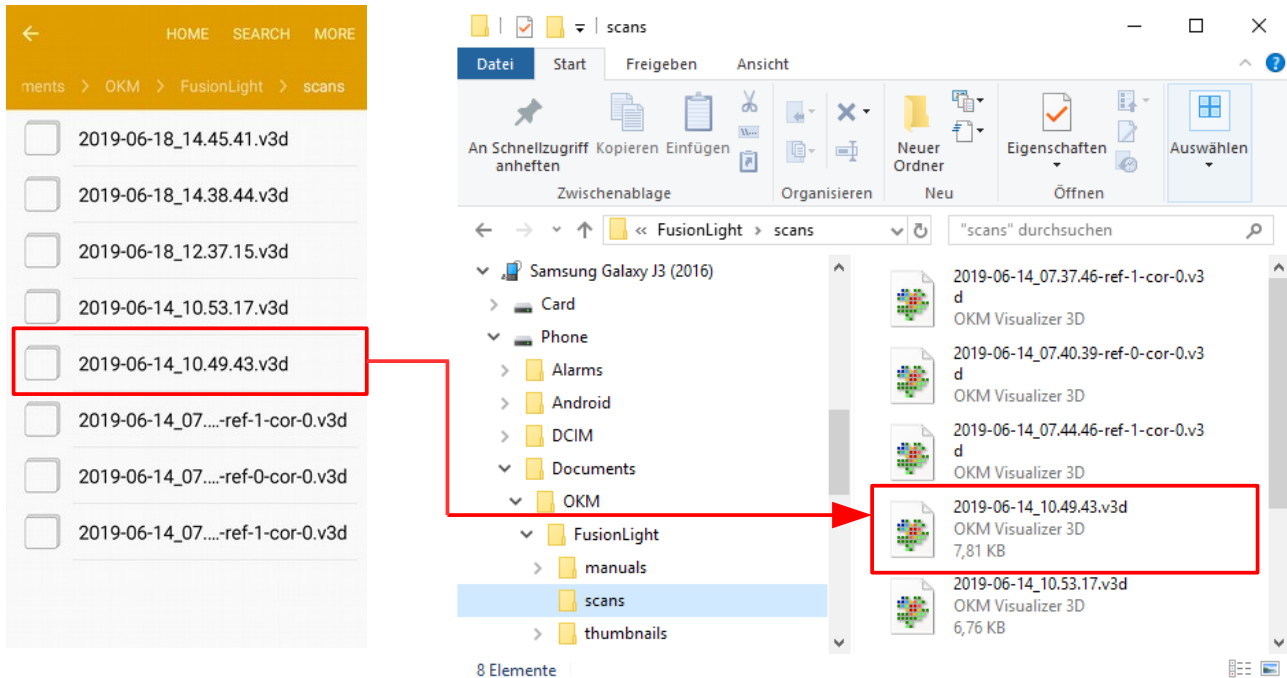 HOME SEARCH MORE
ments > OKM > FusionLight > scans
2019-06-18_14.45.41.v3d
2019-06-18_14.38.44.v3d
2019-06-18_12.37.15.v3d
2019-06-14_10.53.17.v3d
2019-06-14_10.49.43.v3d
2019-06-14_07....-ref-1-cor-0.v3d
2019-06-14_07....-ref-0-cor-0.v3d
2019-06-14_07....-ref-1-cor-0.v3d
scans
Datei Start Freigeben Ansicht
An Schnellzugriff Kopieren Einfügen
anheften
Neuer
Ordner
Eigenschaften
Auswählen
Zwischenablage Organisieren Neu Öffnen
« FusionLight > scans
"scans" durchsuchen
Samsung Galaxy J3 (2016)
Card
Phone
Alarms
Android
DCIM
Documents
OKM
FusionLight
manuals
scans
thumbnails
2019-06-14_07.37.46-ref-1-cor-0.v3
d
OKM Visualizer 3D
2019-06-14_07.40.39-ref-0-cor-0.v3
d
OKM Visualizer 3D
2019-06-14_07.44.46-ref-1-cor-0.v3
d
OKM Visualizer 3D
2019-06-14_10.49.43.v3d
OKM Visualizer 3D
7,81 KB
2019-06-14_10.53.17.v3d
OKM Visualizer 3D
6,76 KB
8 Elemente